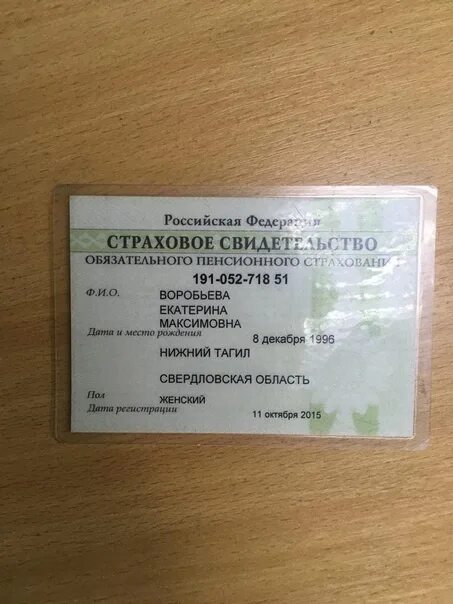 Российская Федерация
СТРАХОВОЕ СВИДЕТЕЛЬСТВО
ОБЯЗАТЕЛЬНОГО ПЕНСИОННОГО СТРАХОВАНИЯ
191-052-718 51
Ф.И.О. ВОРОБЬЕВА
ЕКАТЕРИНА
МАКСИМОВНА
Дата и место рождения 8 декабря 1996
НИЖНИЙ ТАГИЛ
СВЕРДЛОВСКАЯ ОБЛАСТЬ
Пол ЖЕНСКИЙ
Дата регистрации 11 октября 2015